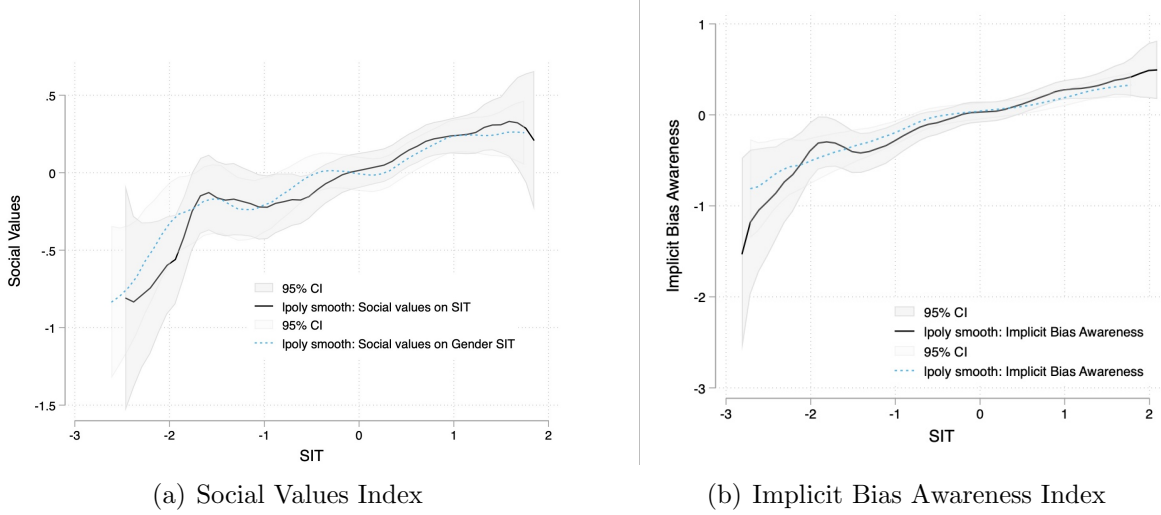 .5
0
-.5
-1
-1.5
Social Values
95% CI
lpoly smooth: Social values on SIT
95% CI
lpoly smooth: Social values on Gender SIT
-3 -2 -1 0 1 2
SIT
(a) Social Values Index
1
0
-1
-2
-3
Implicit Bias Awareness
95% CI
lpoly smooth: Implicit Bias Awareness
95% CI
lpoly smooth: Implicit Bias Awareness
-3 -2 -1 0 1 2
SIT
(b) Implicit Bias Awareness Index